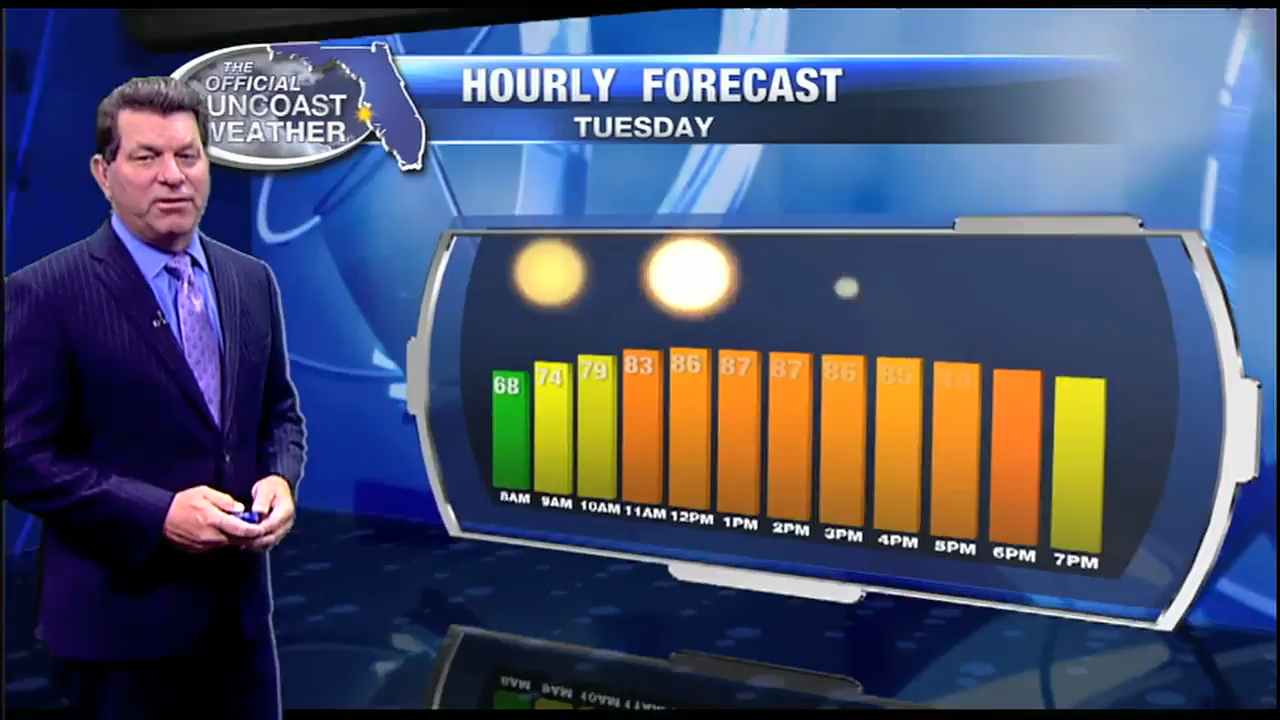 THE
OFFICIAL
UNCOAST
WEATHER
HOURLY FORECAST
TUESDAY
68 74 79 83 86 87 87 86 85
8AM 9AM 10AM 11AM 12PM 1PM 2PM 3PM 4PM 5PM 6PM 7PM